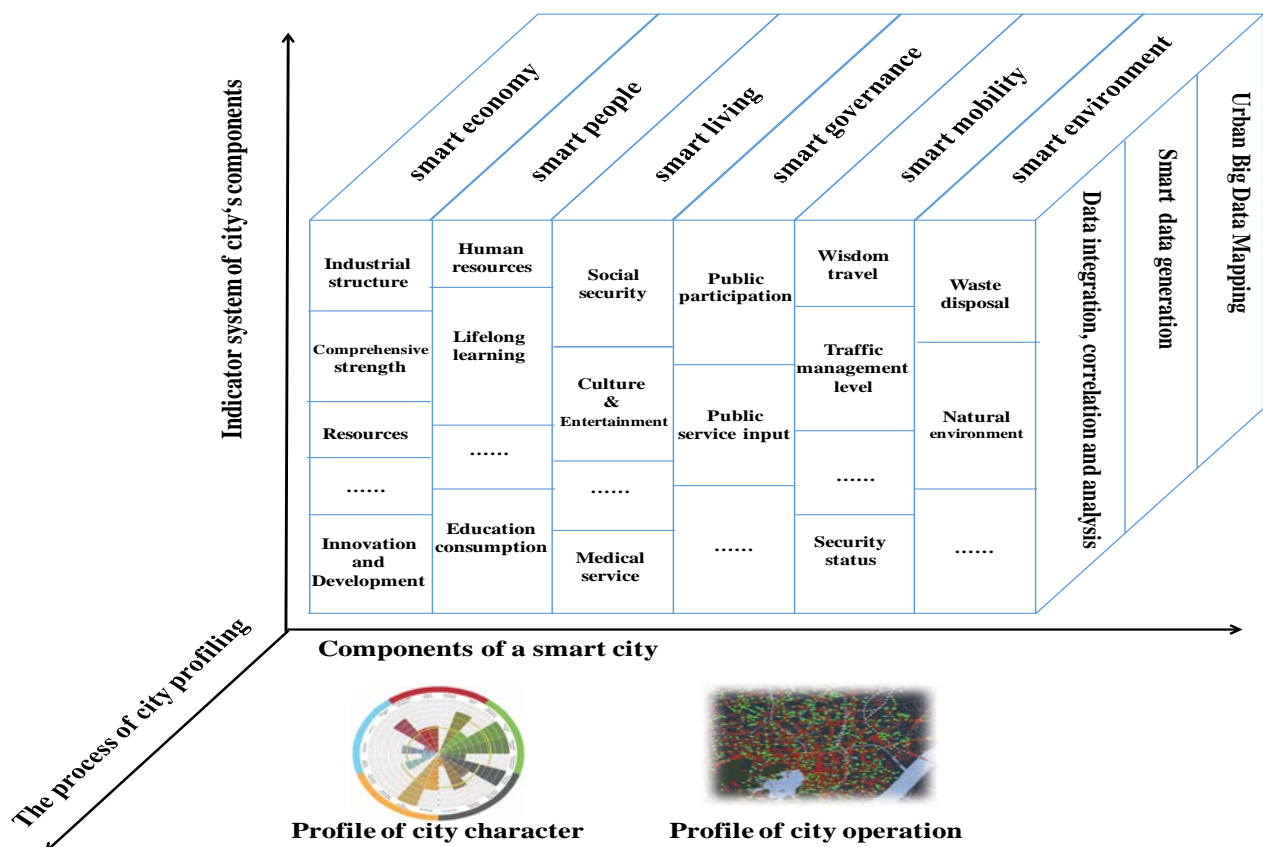 Indicator system of city's components
smart economy
smart people
smart living
smart governance
smart mobility
smart environment
Industrial
structure
Comprehensive
strength
Resources
......
Innovation
and
Development
Human
resources
Lifelong
learning
......
Education
consumption
Social
security
Culture
&
Entertainment
......
Medical
service
Public
participation
Public
service input
......
Wisdom
travel
Traffic
management
level
......
Security
status
Waste
disposal
Natural
environment
......
Data integration, correlation and analysis
Smart data generation
Urban Big Data Mapping
Components of a smart city
The process of city profiling
Profile of city character
Profile of city operation